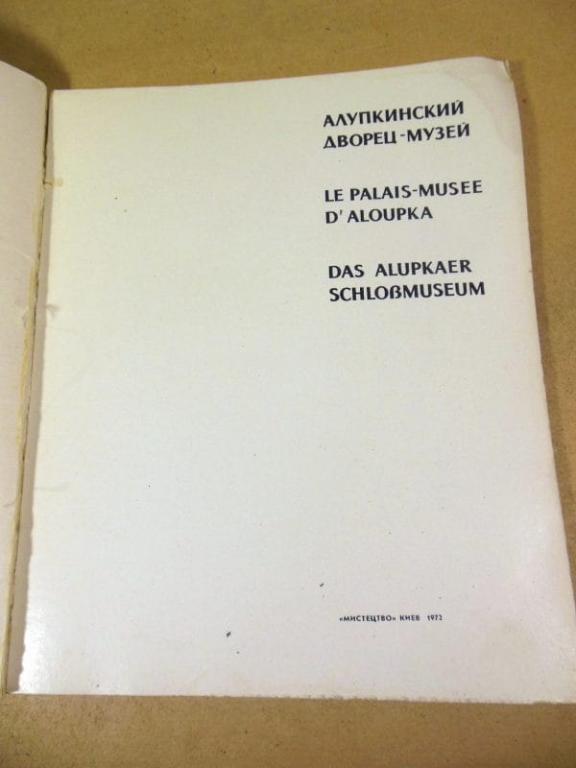 АЛУПКИНСКИЙ
ДВОРЕЦ-МУЗЕЙ
LE PALAIS-MUSEE
D'ALOUPKA
DAS ALUPKAER
SCHLOßMUSEUM
«МИСТЕЦТВО» КИЕВ 1972